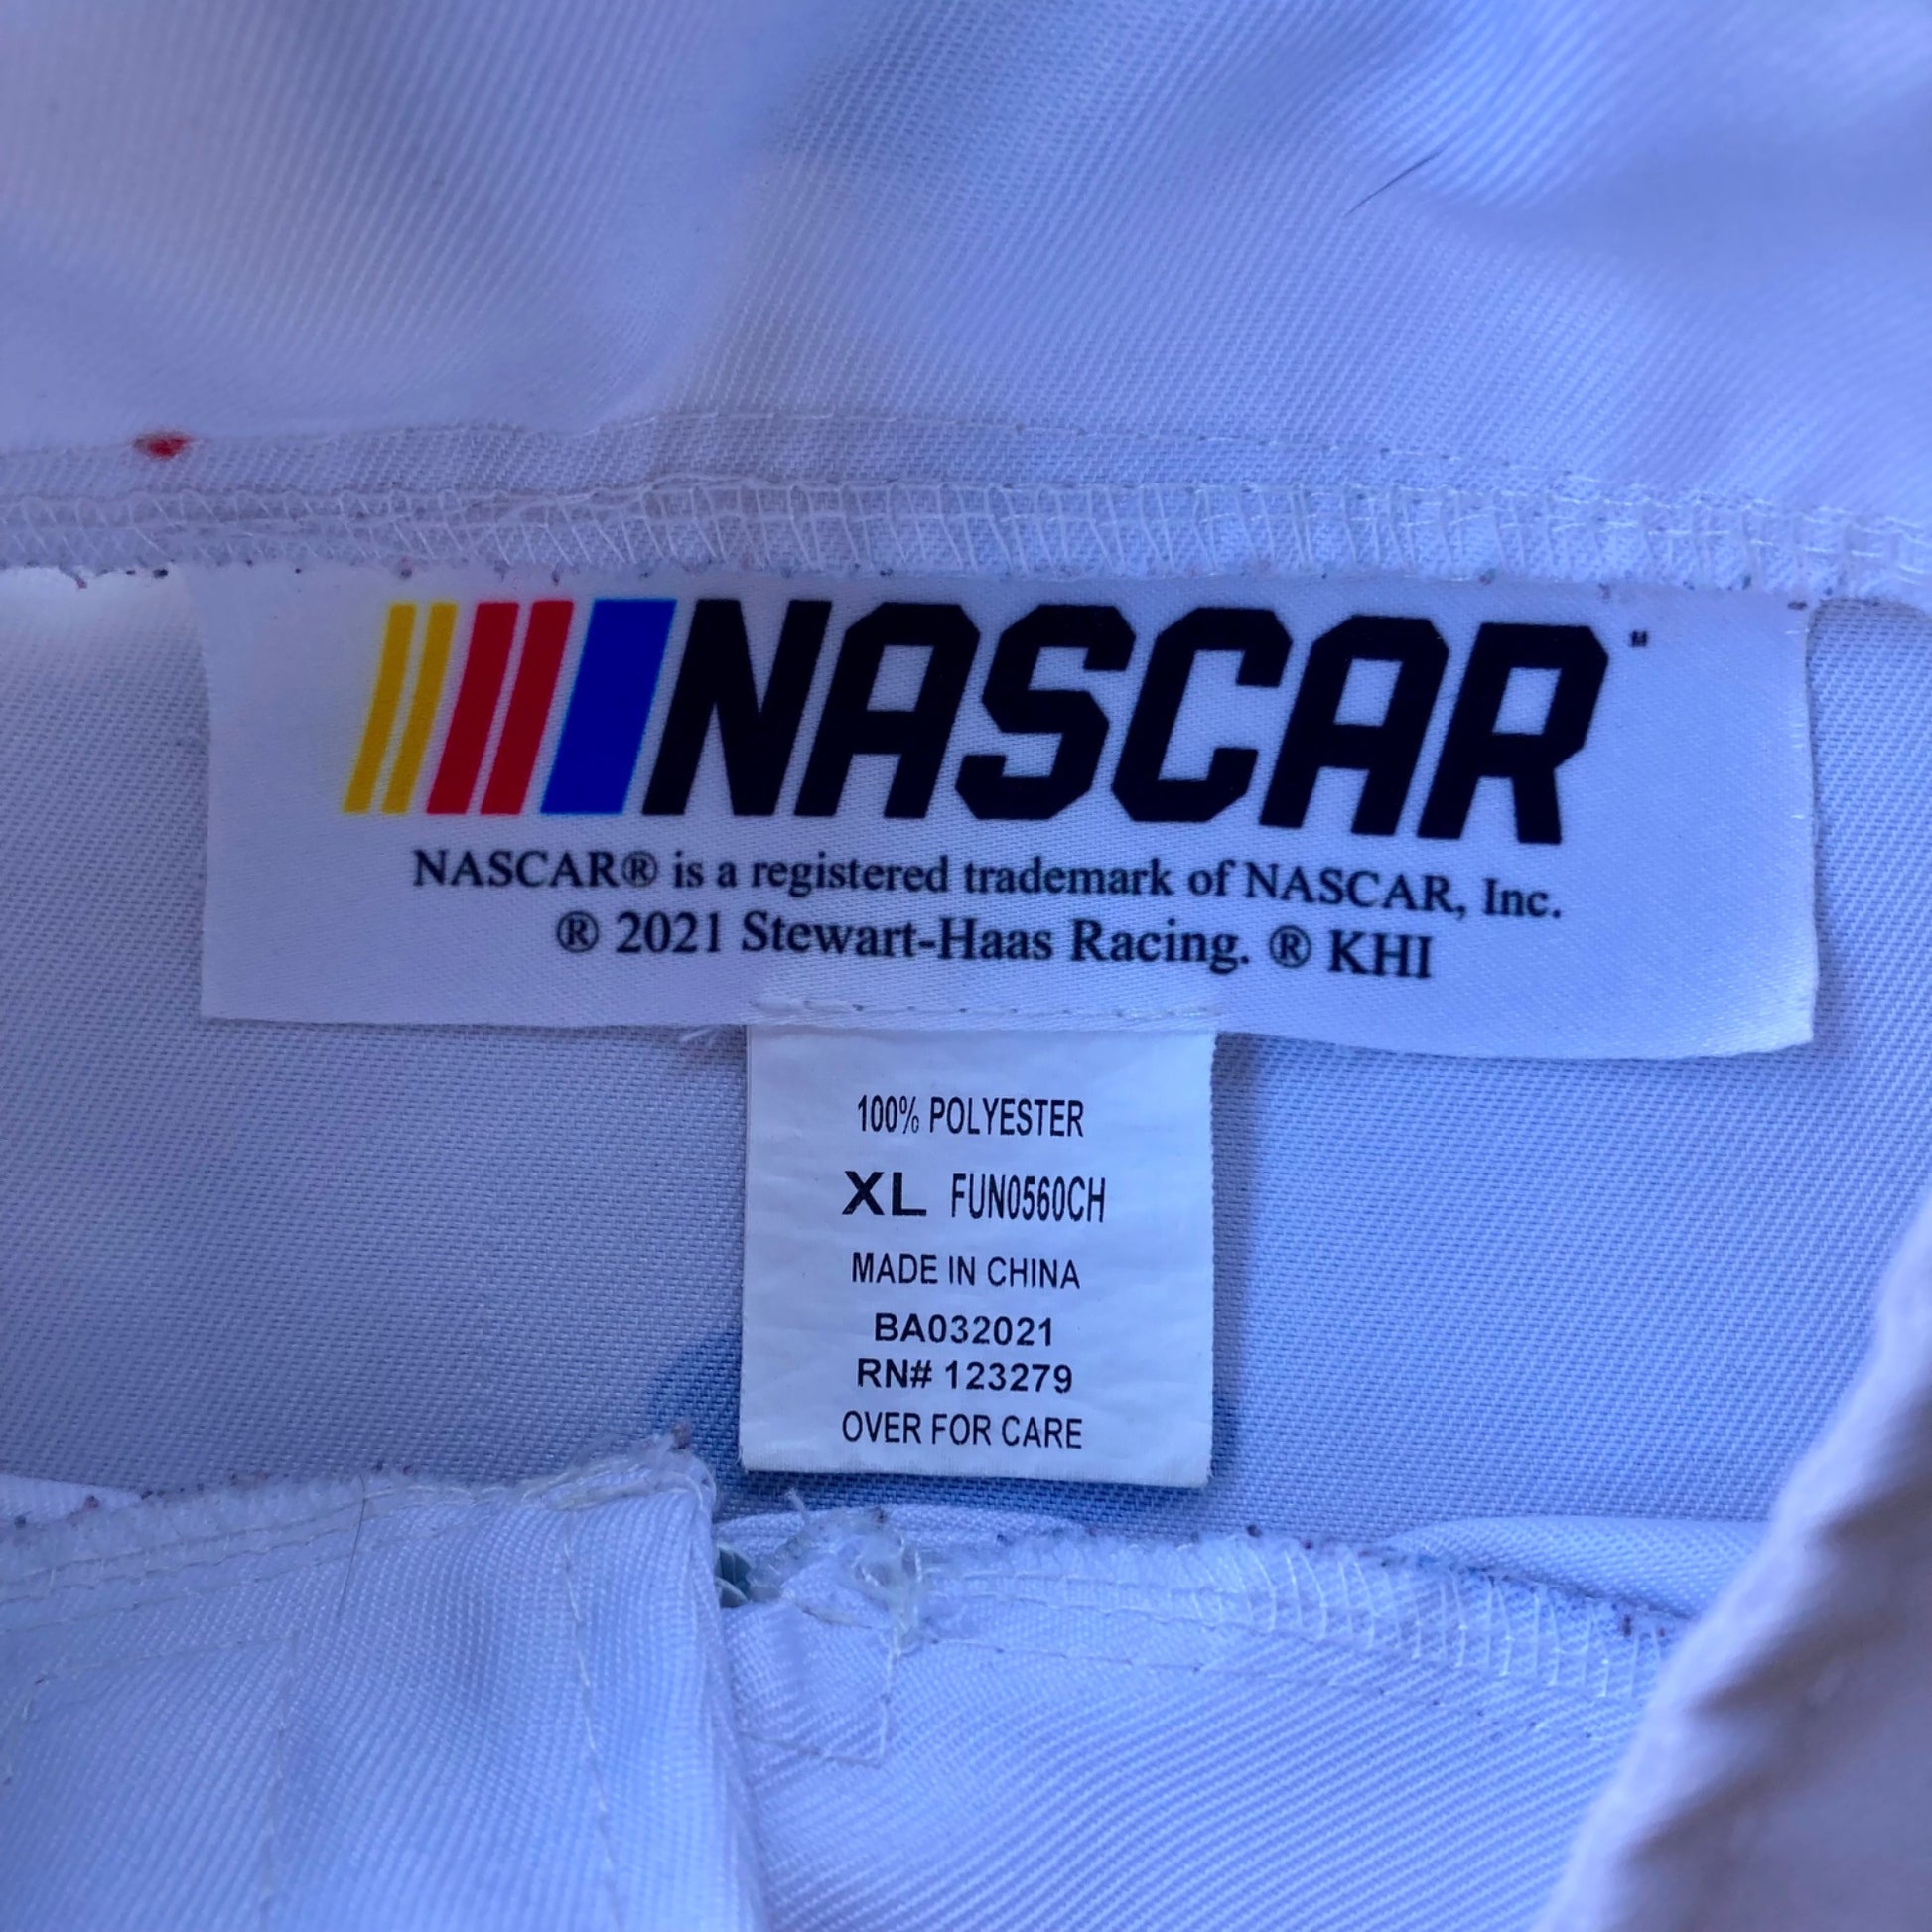 NASCAR
NASCAR® is a registered trademark of NASCAR, Inc.
® 2021 Stewart-Haas Racing. ® KHI
100% POLYESTER
XL FUN0560CH
MADE IN CHINA
BA032021
RN# 123279
OVER FOR CARE